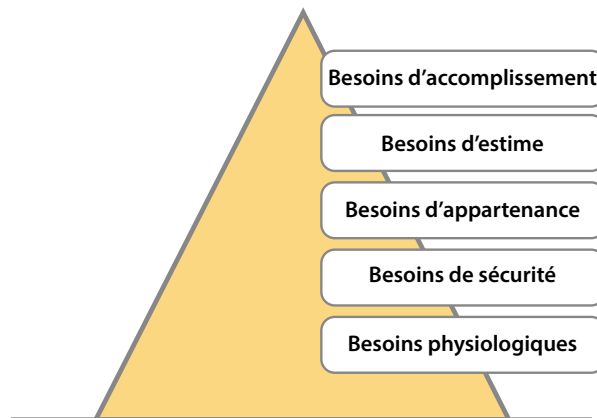 Besoins d’accomplissement
Besoins d’estime
Besoins d’appartenance
Besoins de sécurité
Besoins physiologiques